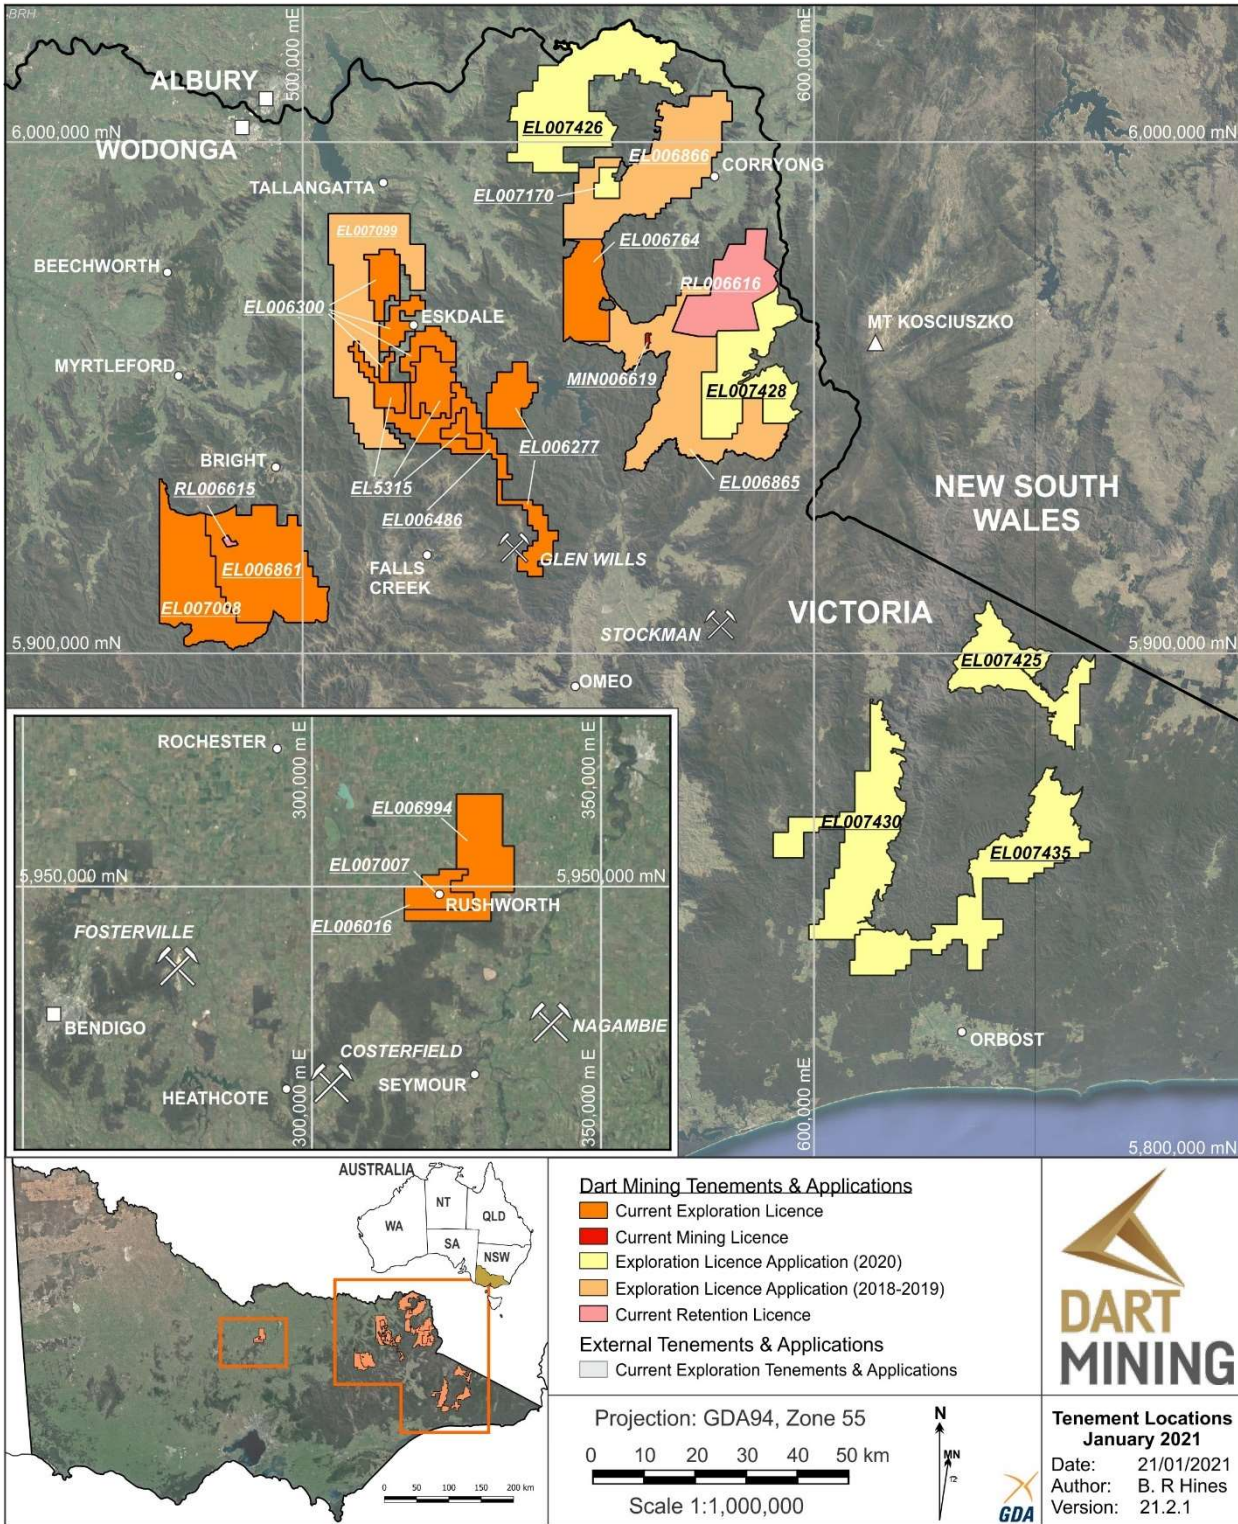 BRH
500,000 mE
600,000 mE
ALBURY
6,000,000 mN
6,000,000 mN
WODONGA
EL007426
EL006866
CORRYONG
TALLANGATTA
EL007170
EL007099
EL006764
BEECHWORTH
RL006616
EL006300
ESKDALE
MT KOSCIUSZKO
MYRTLEFORD
MIN006619
EL007428
EL006277
BRIGHT
EL006865
RL006615
EL5315
NEW SOUTH
WALES
EL006486
EL006861
FALLS
CREEK
GLEN WILLS
EL007008
VICTORIA
STOCKMAN
5,900,000 mN
5,900,000 mN
EL007425
OMEO
ROCHESTER
300,000 m E
350,000 m E
EL006994
EL007430
EL007435
EL007007
5,950,000 mN
5,950,000 mN
RUSHWORTH
EL006016
FOSTERVILLE
BENDIGO
NAGAMBIE
COSTERFIELD
SEYMOUR
HEATHCOTE
300,000 m E
350,000 m E
ORBOST
600,000 mE
5,800,000 mN
AUSTRALIA
NT
WA
QLD
SA
NSW
0 50 100 150 200 km
Dart Mining Tenements & Applications
Current Exploration Licence
Current Mining Licence
Exploration Licence Application (2020)
Exploration Licence Application (2018-2019)
Current Retention Licence
External Tenements & Applications
Current Exploration Tenements & Applications
DART
MINING
Projection: GDA94, Zone 55
0 10 20 30 40 50 km
Scale 1:1,000,000
N
MN
GDA
Tenement Locations
January 2021
Date: 21/01/2021
Author: B. R Hines
Version: 21.2.1